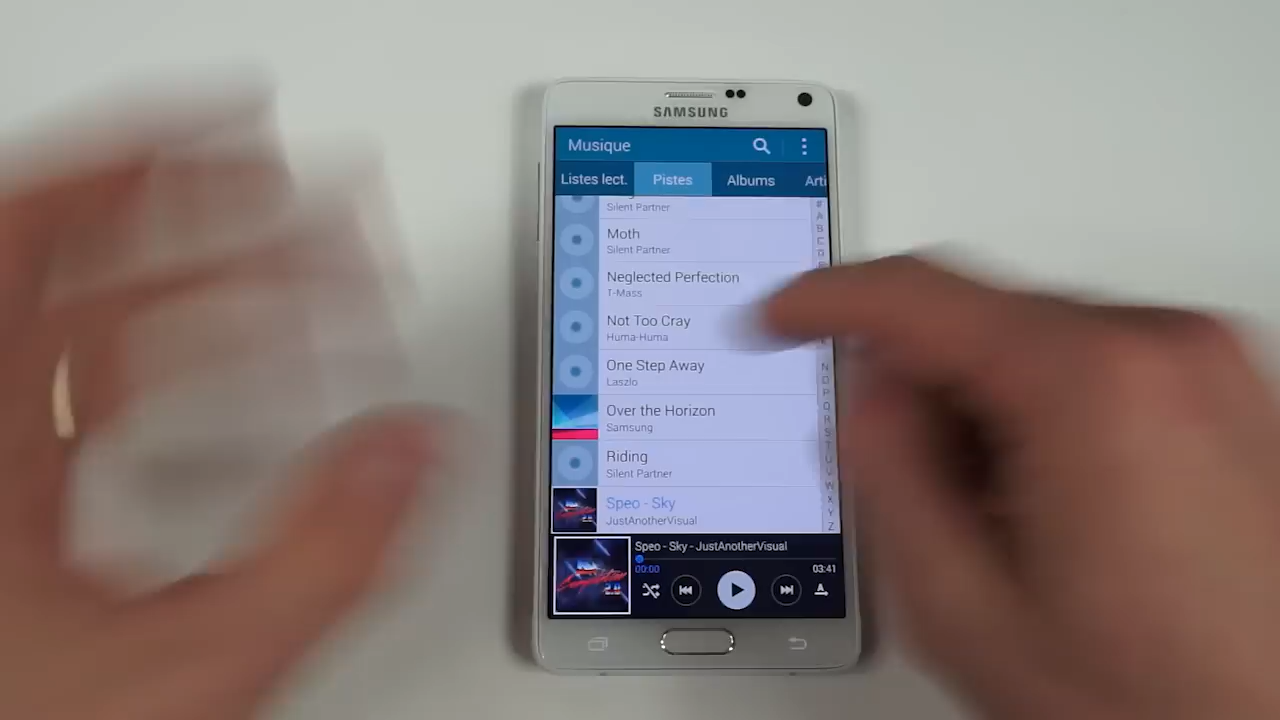 SAMSUNG
Musique
Listes lect. Pistes Albums Arti
Silent Partner
Moth
Silent Partner
Neglected Perfection
T-Mass
Not Too Cray
Huma-Huma
One Step Away
Laszlo
Over the Horizon
Samsung
Riding
Silent Partner
Speo - Sky
JustAnotherVisual
#
A
B
C
D
N
O
P
Q
R
S
T
U
V
W
X
Y
Z
Speo - Sky - JustAnotherVisual
00:00 03:41
A
2.0